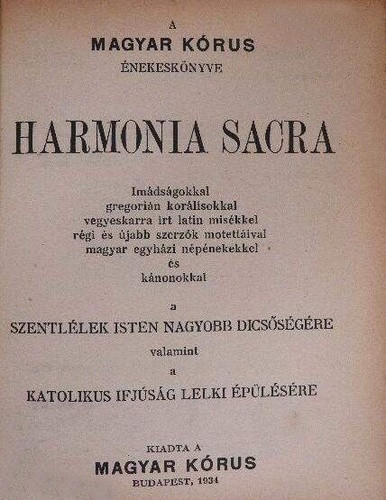 A
MAGYAR KÓRUS
ÉNEKESKÖNYVE
HARMONIA SACRA
Imádságokkal
gregorián korálisokkal
vegyeskarra irt latin misékkel
régi és újabb szerzők motettáival
magyar egyházi népénekekkel
és
kánonokkal
a
SZENTLÉLEK ISTEN NAGYOBB DICSŐSÉGÉRE
valamint
a
KATOLIKUS IFJÚSÁG LELKI ÉPÜLÉSÉRE
KIADTA A
MAGYAR KÓRUS
BUDAPEST, 1934